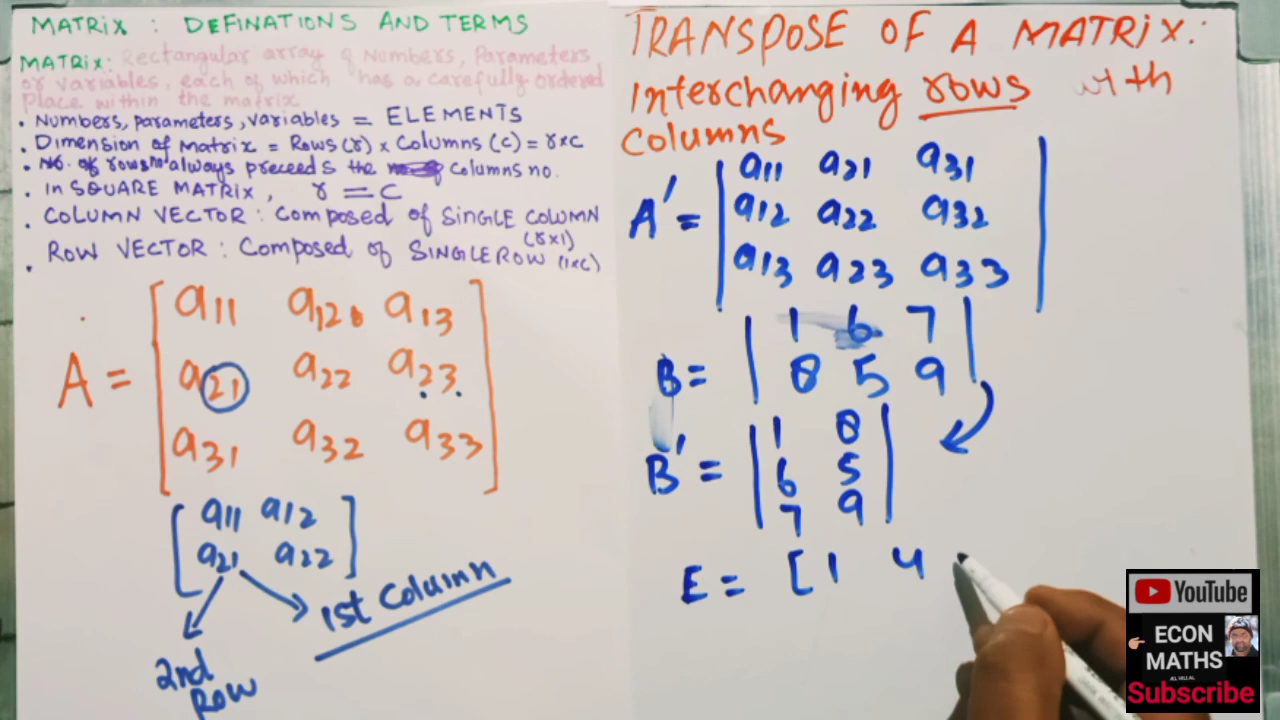 MATRIX : DEFINATIONS AND TERMS
MATRIX: Rectangular array of Numbers, Parameters
or variables, each of which has a carefully ordered
Place within the matrix
• Numbers, parameters, variables = ELEMENTS
• Dimension of Matrix = Rows (r) × Columns (c) = r×c
• No. of rows always preceeds the columns no.
• In SQUARE MATRIX, r = c
• COLUMN VECTOR : Composed of SINGLE COLUMN
(r×1)
• ROW VECTOR : Composed of SINGLE ROW (1×c)
A = [ a11 a12 a13
a21 a22 a23
a31 a32 a33 ]
[ a11 a12
a21 a22 ]
1st Column
2nd
Row
TRANSPOSE OF A MATRIX :
Interchanging rows with
columns
A' = | a11 a21 a31
a12 a22 a32
a13 a23 a33 |
B = | 1 6 7
8 5 9 |
B' = | 1 8
6 5
7 9 |
E = [ 1 4
YouTube
ECON
MATHS
Subscribe